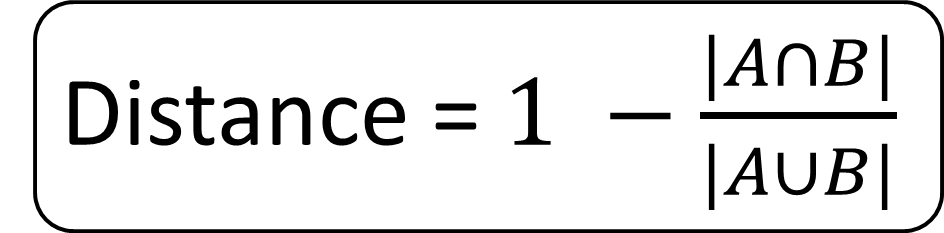 Distance = 1 − |A∩B| / |A∪B|